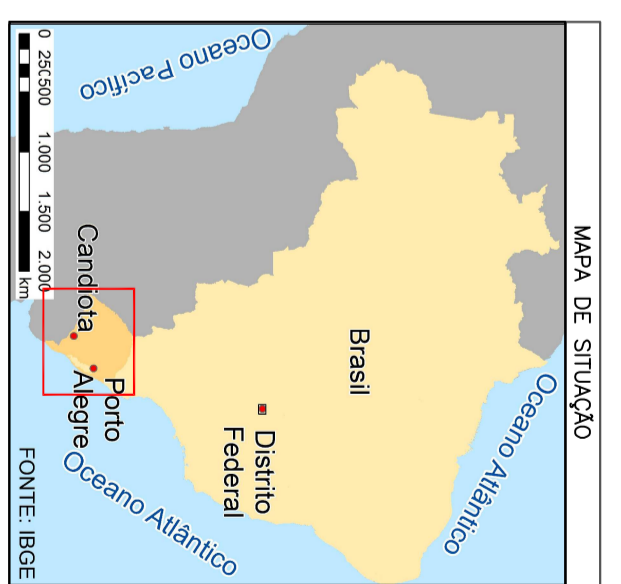 MAPA DE SITUAÇÃO
Oceano Atlântico
Brasil
Distrito
Federal
Oceano Pacífico
Porto
Alegre
Candiota
Oceano Atlântico
0 250500 1.000 1.500 2.000
km
FONTE: IBGE